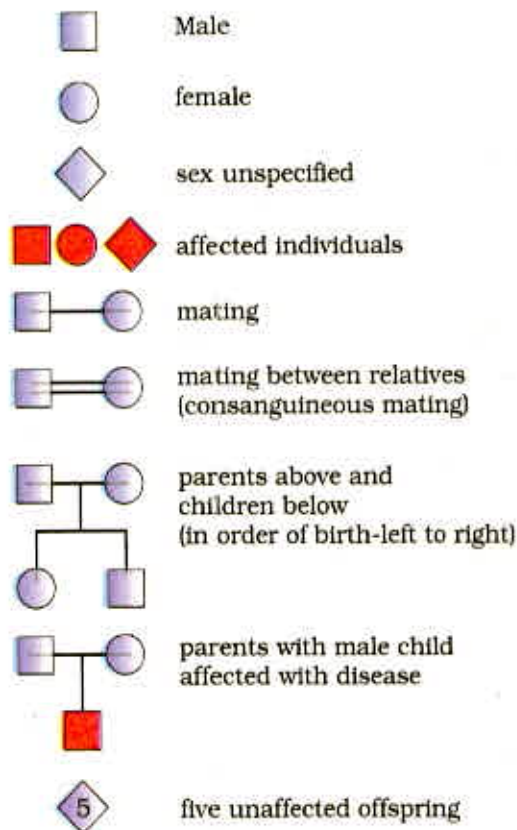 Male
female
sex unspecified
affected individuals
mating
mating between relatives
(consanguineous mating)
parents above and
children below
(in order of birth-left to right)
parents with male child
affected with disease
5
five unaffected offspring